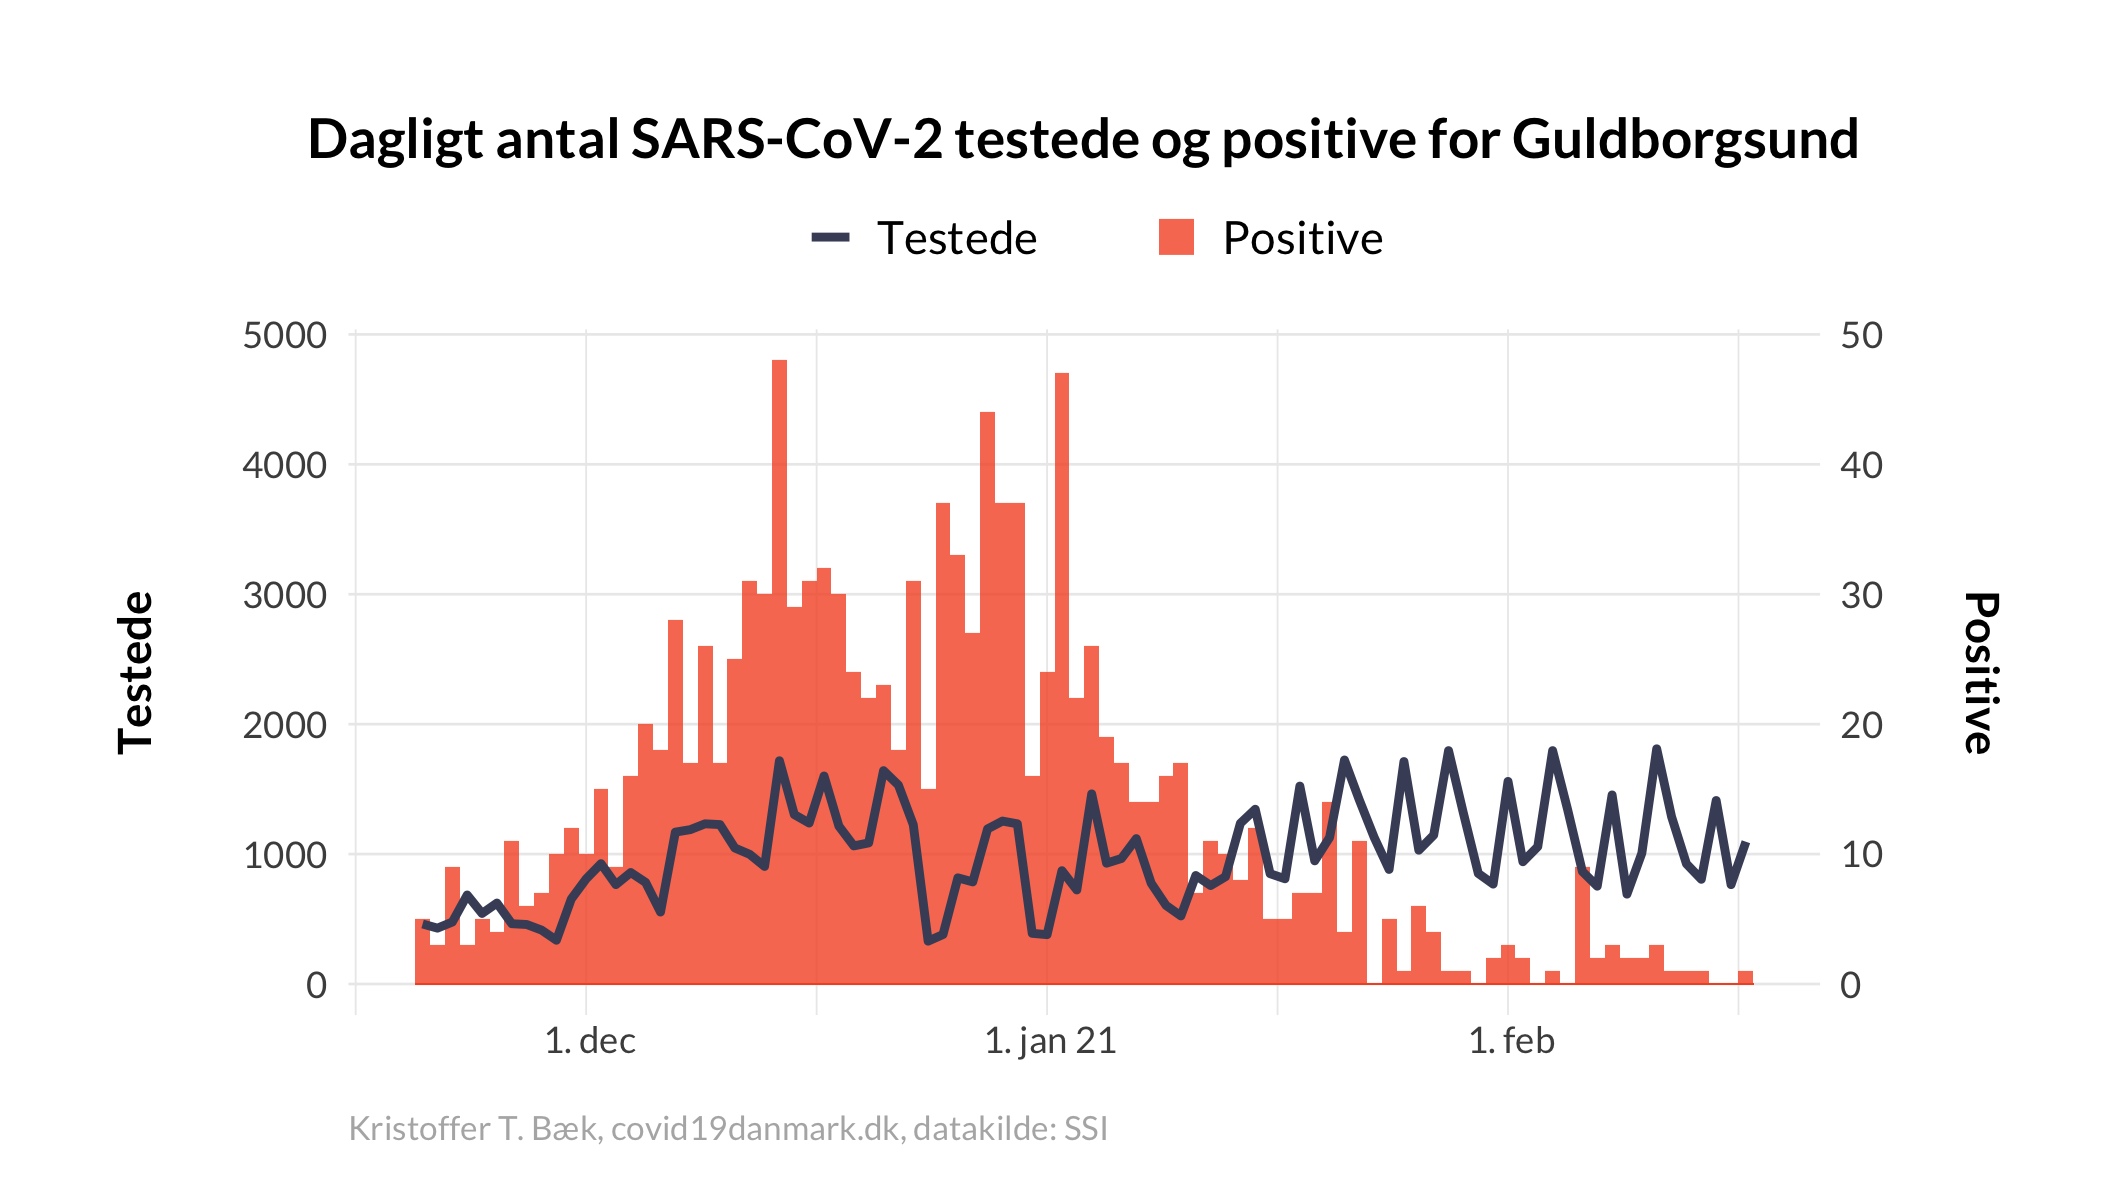 Dagligt antal SARS-CoV-2 testede og positive for Guldborgsund
Testede
Positive
5000
4000
3000
2000
1000
0
50
40
30
20
10
0
Testede
Positive
1. dec
1. jan 21
1. feb
Kristoffer T. Bæk, covid19danmark.dk, datakilde: SSI